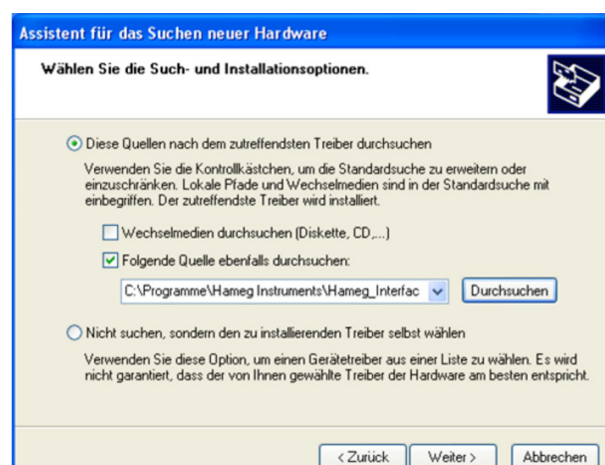 Assistent für das Suchen neuer Hardware
Wählen Sie die Such- und Installationsoptionen.
Diese Quellen nach dem zutreffendsten Treiber durchsuchen
Verwenden Sie die Kontrollkästchen, um die Standardsuche zu erweitern oder
einzuschränken. Lokale Pfade und Wechselmedien sind in der Standardsuche mit
einbegriffen. Der zutreffendste Treiber wird installiert.
Wechselmedien durchsuchen (Diskette, CD,...)
Folgende Quelle ebenfalls durchsuchen:
C:\Programme\Hameg Instruments\Hameg_Interfac Durchsuchen
Nicht suchen, sondern den zu installierenden Treiber selbst wählen
Verwenden Sie diese Option, um einen Gerätetreiber aus einer Liste zu wählen. Es wird
nicht garantiert, dass der von Ihnen gewählte Treiber der Hardware am besten entspricht.
< Zurück Weiter > Abbrechen